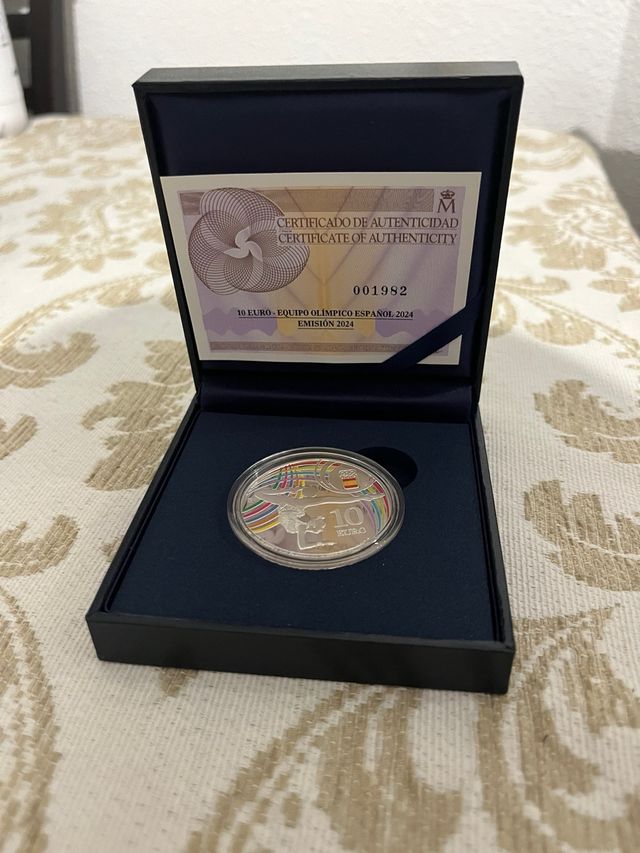 M
CERTIFICADO DE AUTENTICIDAD
CERTIFICATE OF AUTHENTICITY
001982
10 EURO - EQUIPO OLÍMPICO ESPAÑOL 2024
EMISIÓN 2024
10
EURO